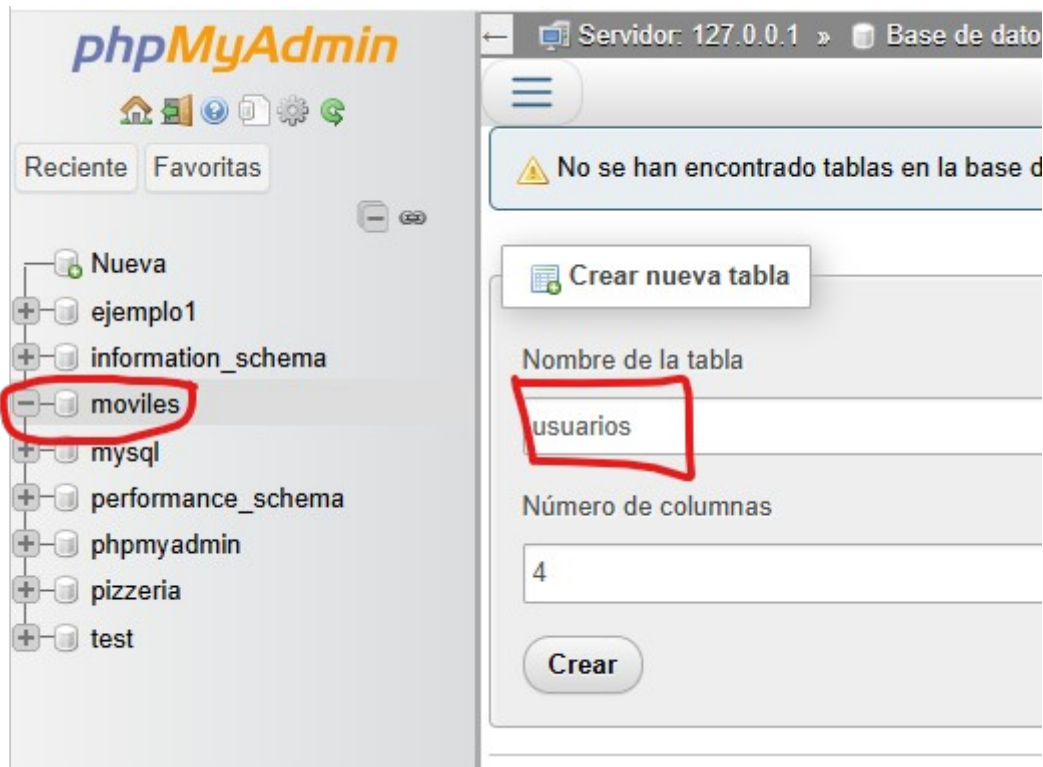 phpMyAdmin
Reciente Favoritas
Nueva
ejemplo1
information_schema
moviles
mysql
performance_schema
phpmyadmin
pizzeria
test
Servidor: 127.0.0.1 » Base de dato
No se han encontrado tablas en la base d
Crear nueva tabla
Nombre de la tabla
usuarios
Número de columnas
4
Crear